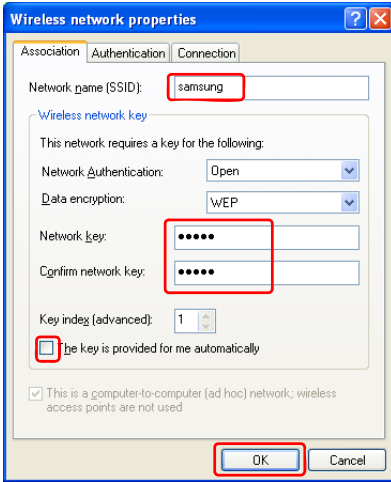 Wireless network properties
Association Authentication Connection
Network name (SSID): samsung
Wireless network key
This network requires a key for the following:
Network Authentication: Open
Data encryption: WEP
Network key: •••••
Confirm network key: •••••
Key index (advanced): 1
The key is provided for me automatically
This is a computer-to-computer (ad hoc) network; wireless
access points are not used
OK Cancel